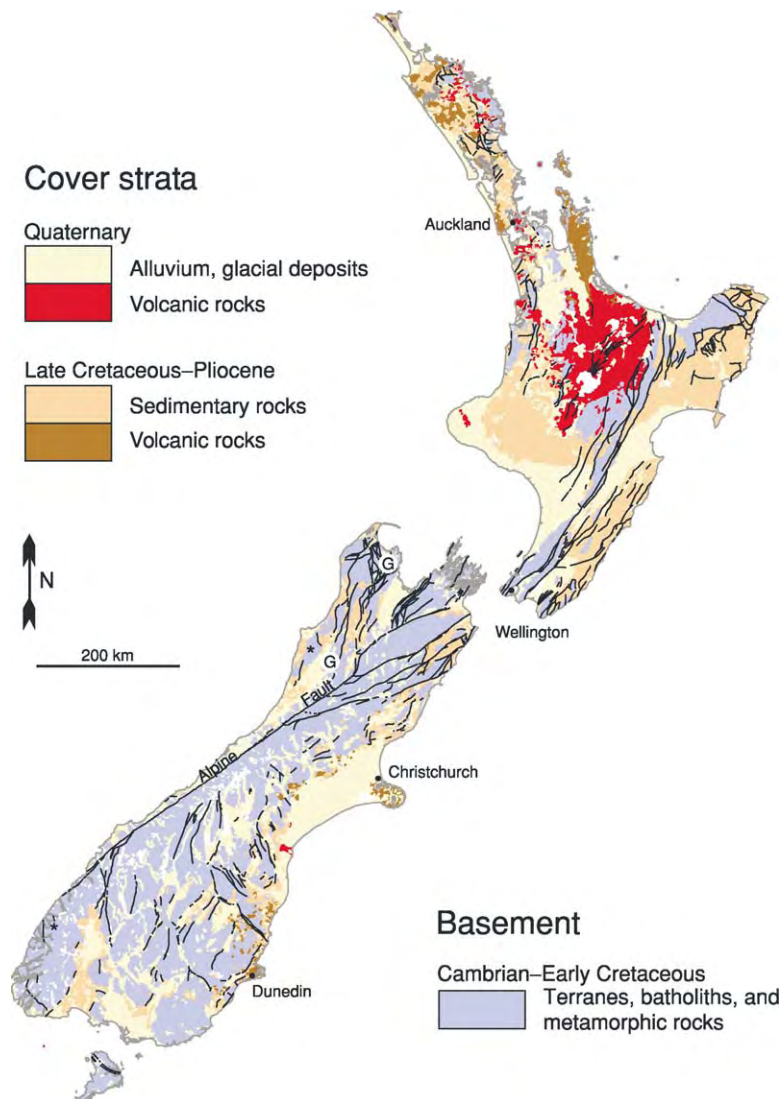 Cover strata
Quaternary
Alluvium, glacial deposits
Volcanic rocks
Late Cretaceous–Pliocene
Sedimentary rocks
Volcanic rocks
N
200 km
Auckland
Wellington
G
*
G
Alpine Fault
Christchurch
*
Dunedin
Basement
Cambrian–Early Cretaceous
Terranes, batholiths, and
metamorphic rocks